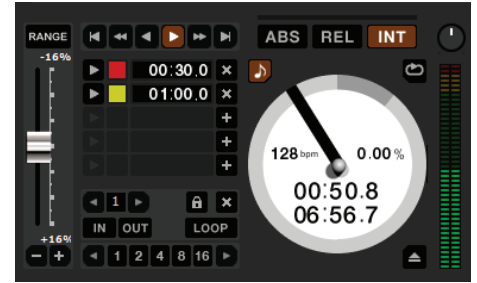 RANGE ABS REL INT
-16%
00:30.0
01:00.0
128 bpm 0.00 %
00:50.8
06:56.7
1
IN OUT LOOP
+16%
1 2 4 8 16